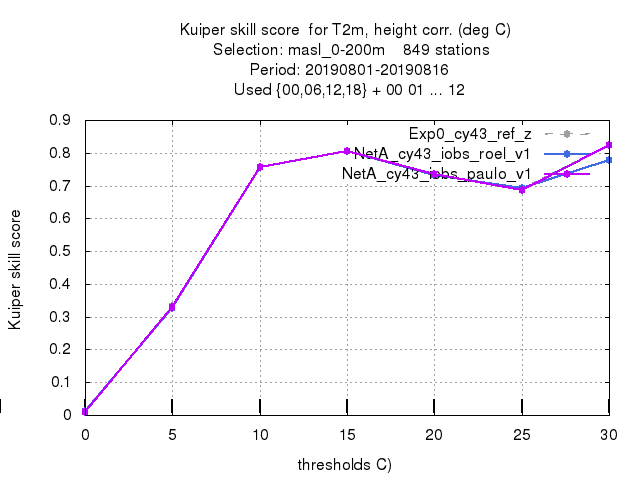 Kuiper skill score  for T2m, height corr. (deg C)
Selection: masl_0-200m    849 stations
Period: 20190801-20190816
Used {00,06,12,18} + 00 01 ... 12
Exp0_cy43_ref_z
NetA_cy43_iobs_roel_v1
NetA_cy43_iobs_paulo_v1
Kuiper skill score
0.9
0.8
0.7
0.6
0.5
0.4
0.3
0.2
0.1
0
0 5 10 15 20 25 30
thresholds C)